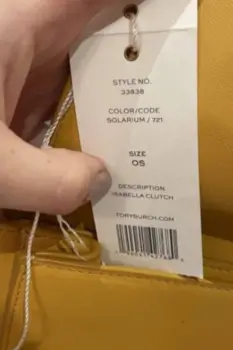 STYLE NO.
33838
COLOR/CODE
SOLARIUM / 721
SIZE
OS
DESCRIPTION
ISABELLA CLUTCH
TORYBURCH.COM